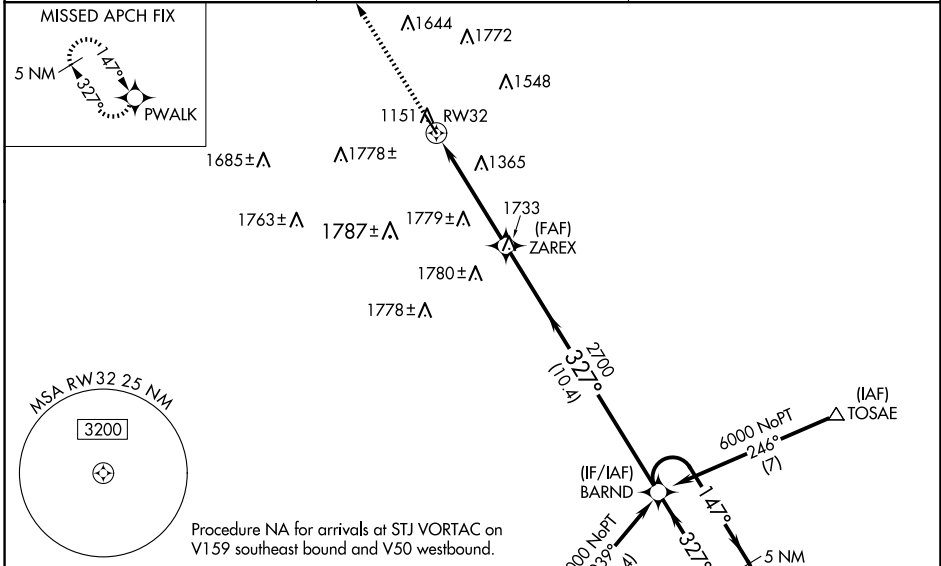 MISSED APCH FIX
5 NM
147°
327°
PWALK
1644
1772
1548
1151
RW32
1685±
1778±
1365
1763±
1787±
1779±
1733
(FAF)
ZAREX
1780±
1778±
2700
327°
(10.4)
MSA RW32 25 NM
3200
(IAF)
TOSAE
6000 NoPT
246°
(7)
(IF/IAF)
BARND
147°
327°
5 NM
NoPT
Procedure NA for arrivals at STJ VORTAC on
V159 southeast bound and V50 westbound.